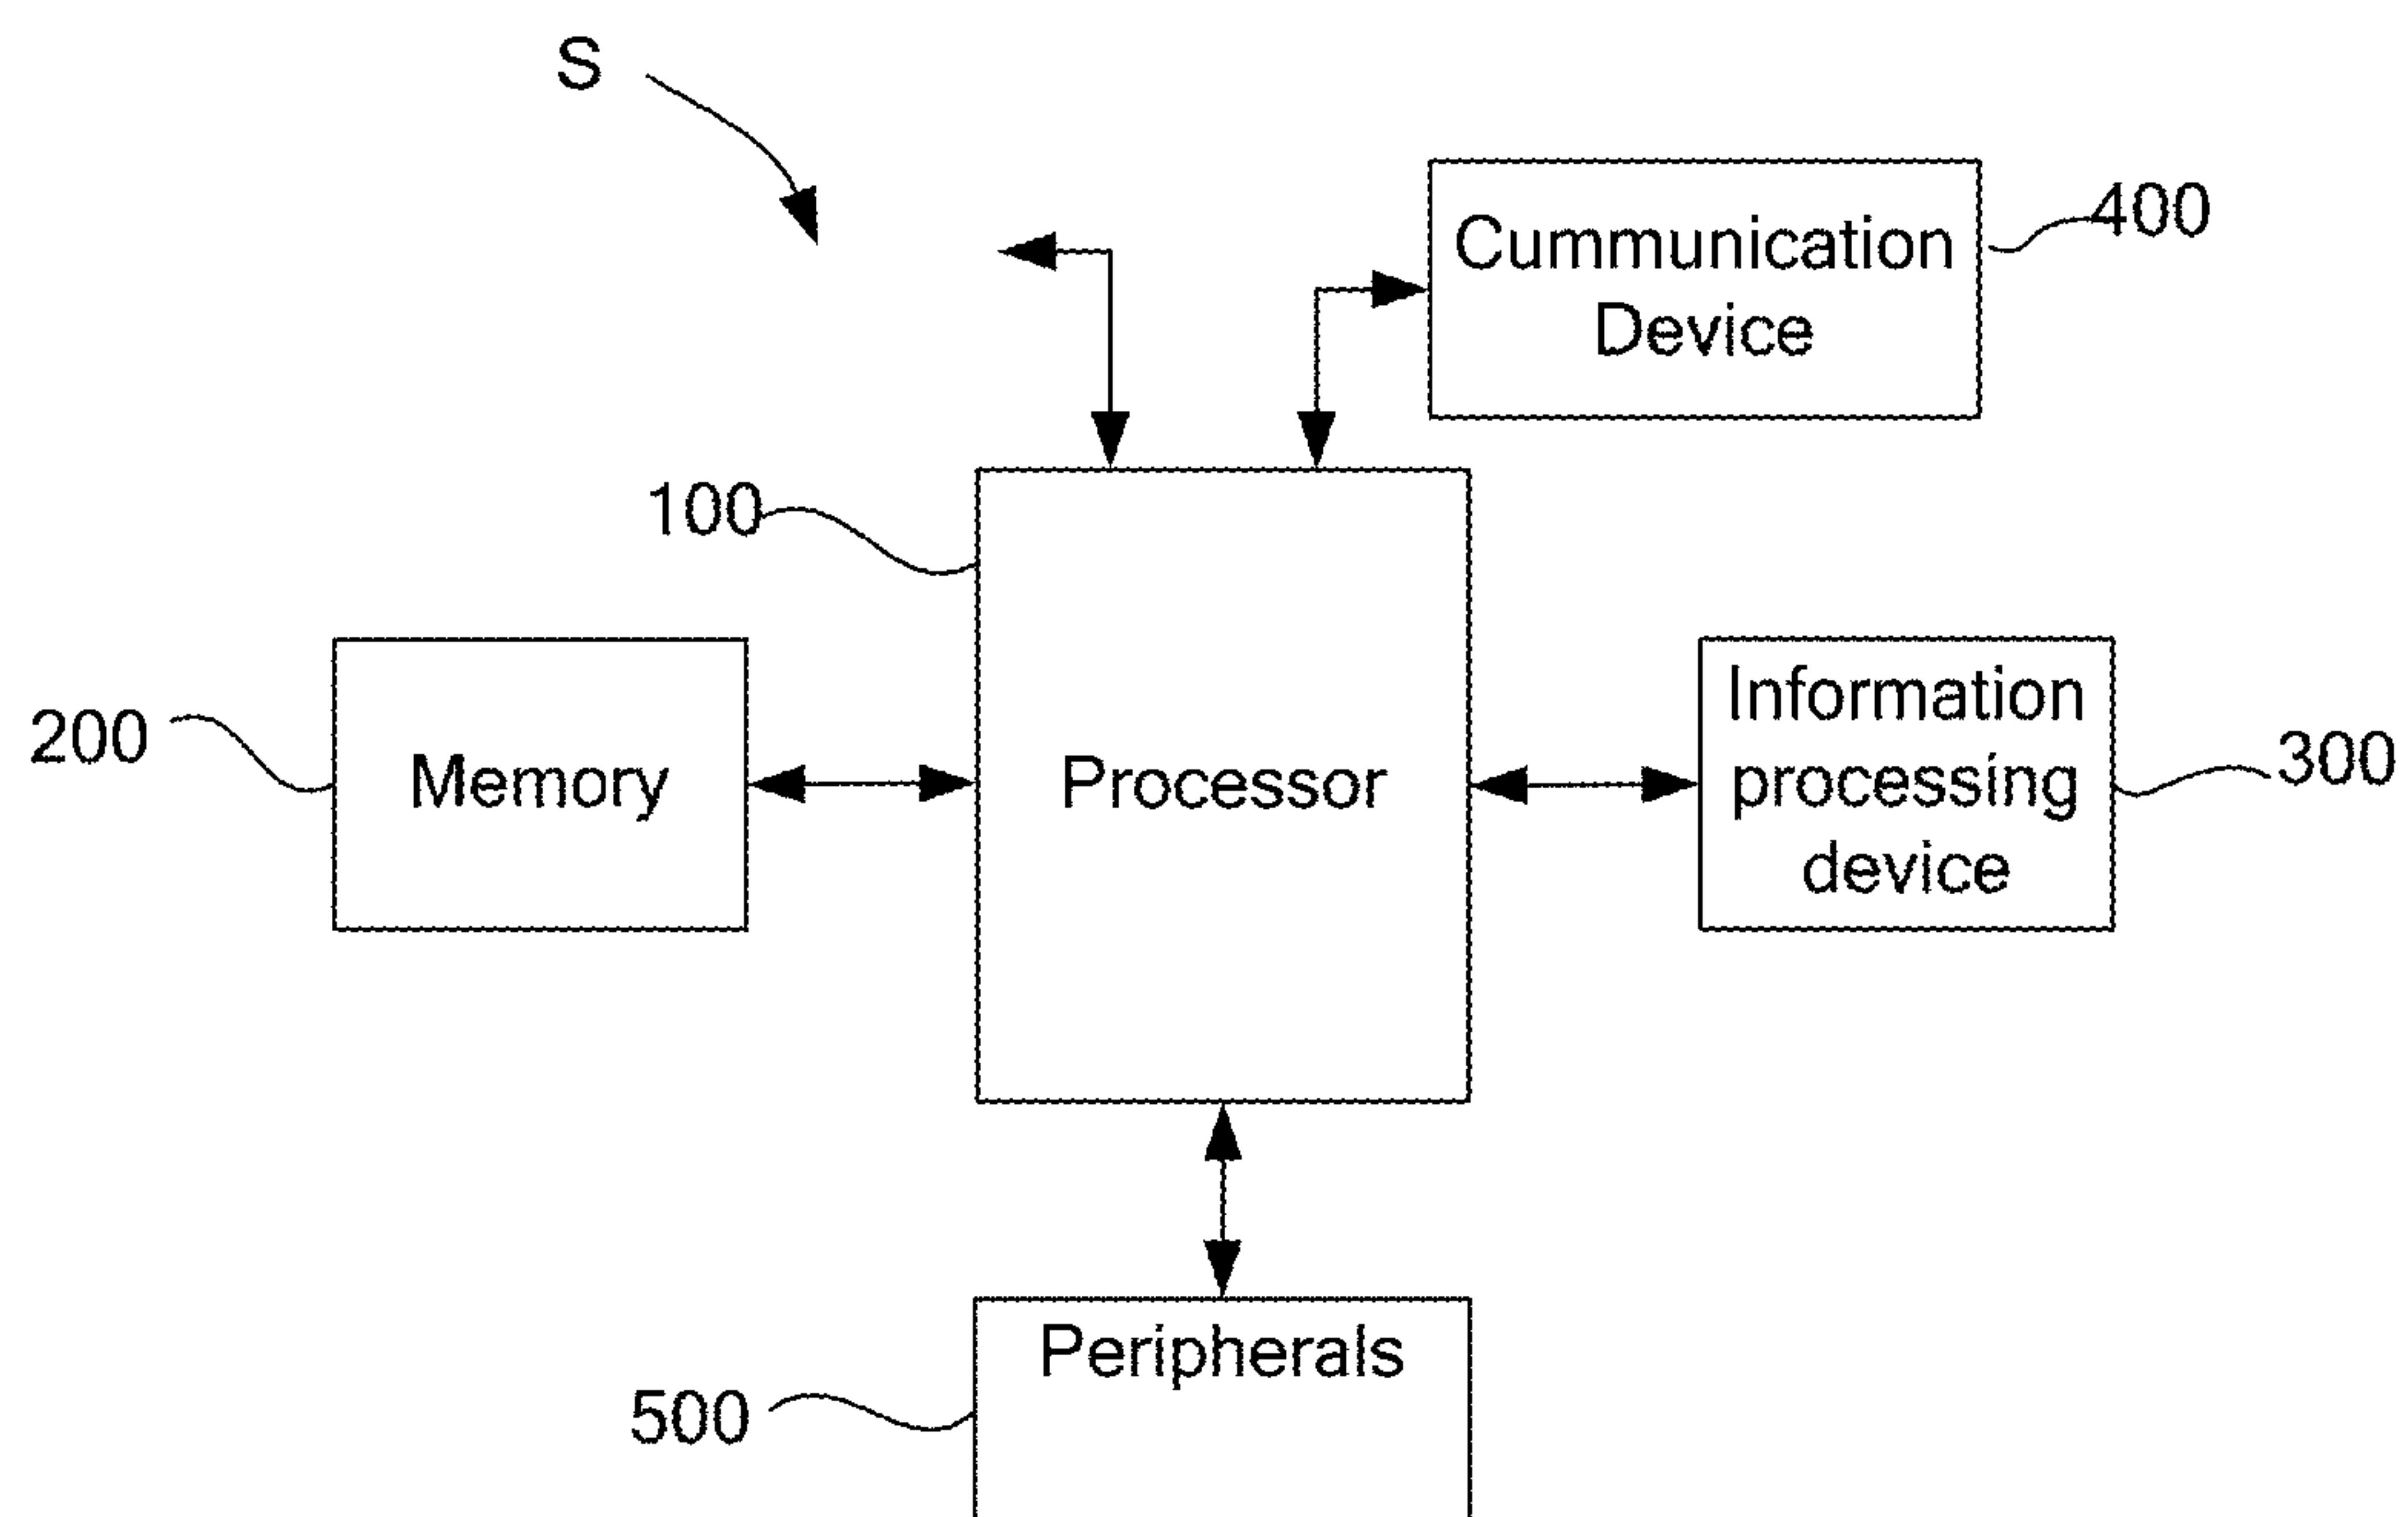 S
Cummunication
Device
400
100
200
Memory
Processor
Information
processing
device
300
Peripherals
500